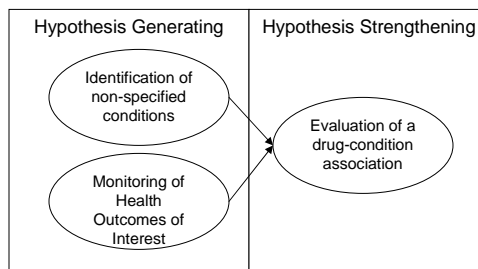 Hypothesis Generating
Hypothesis Strengthening
Identification of
non-specified
conditions
Evaluation of a
drug-condition
association
Monitoring of
Health
Outcomes of
Interest